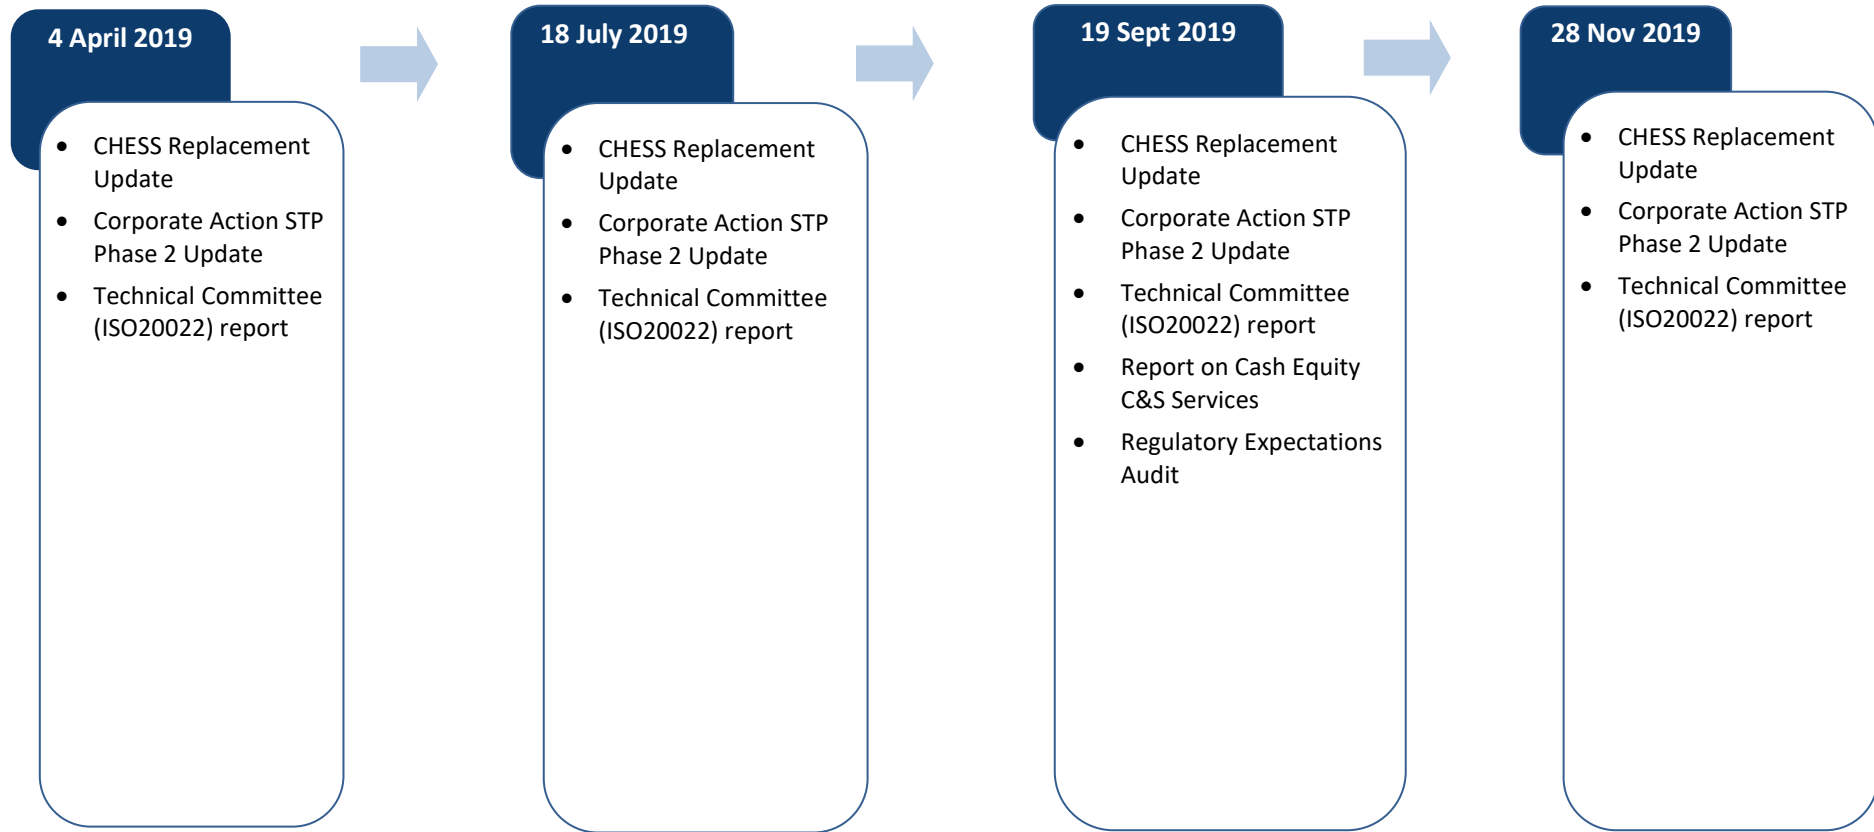 4 April 2019
• CHESS Replacement
Update
• Corporate Action STP
Phase 2 Update
• Technical Committee
(ISO20022) report
18 July 2019
• CHESS Replacement
Update
• Corporate Action STP
Phase 2 Update
• Technical Committee
(ISO20022) report
19 Sept 2019
• CHESS Replacement
Update
• Corporate Action STP
Phase 2 Update
• Technical Committee
(ISO20022) report
• Report on Cash Equity
C&S Services
• Regulatory Expectations
Audit
28 Nov 2019
• CHESS Replacement
Update
• Corporate Action STP
Phase 2 Update
• Technical Committee
(ISO20022) report